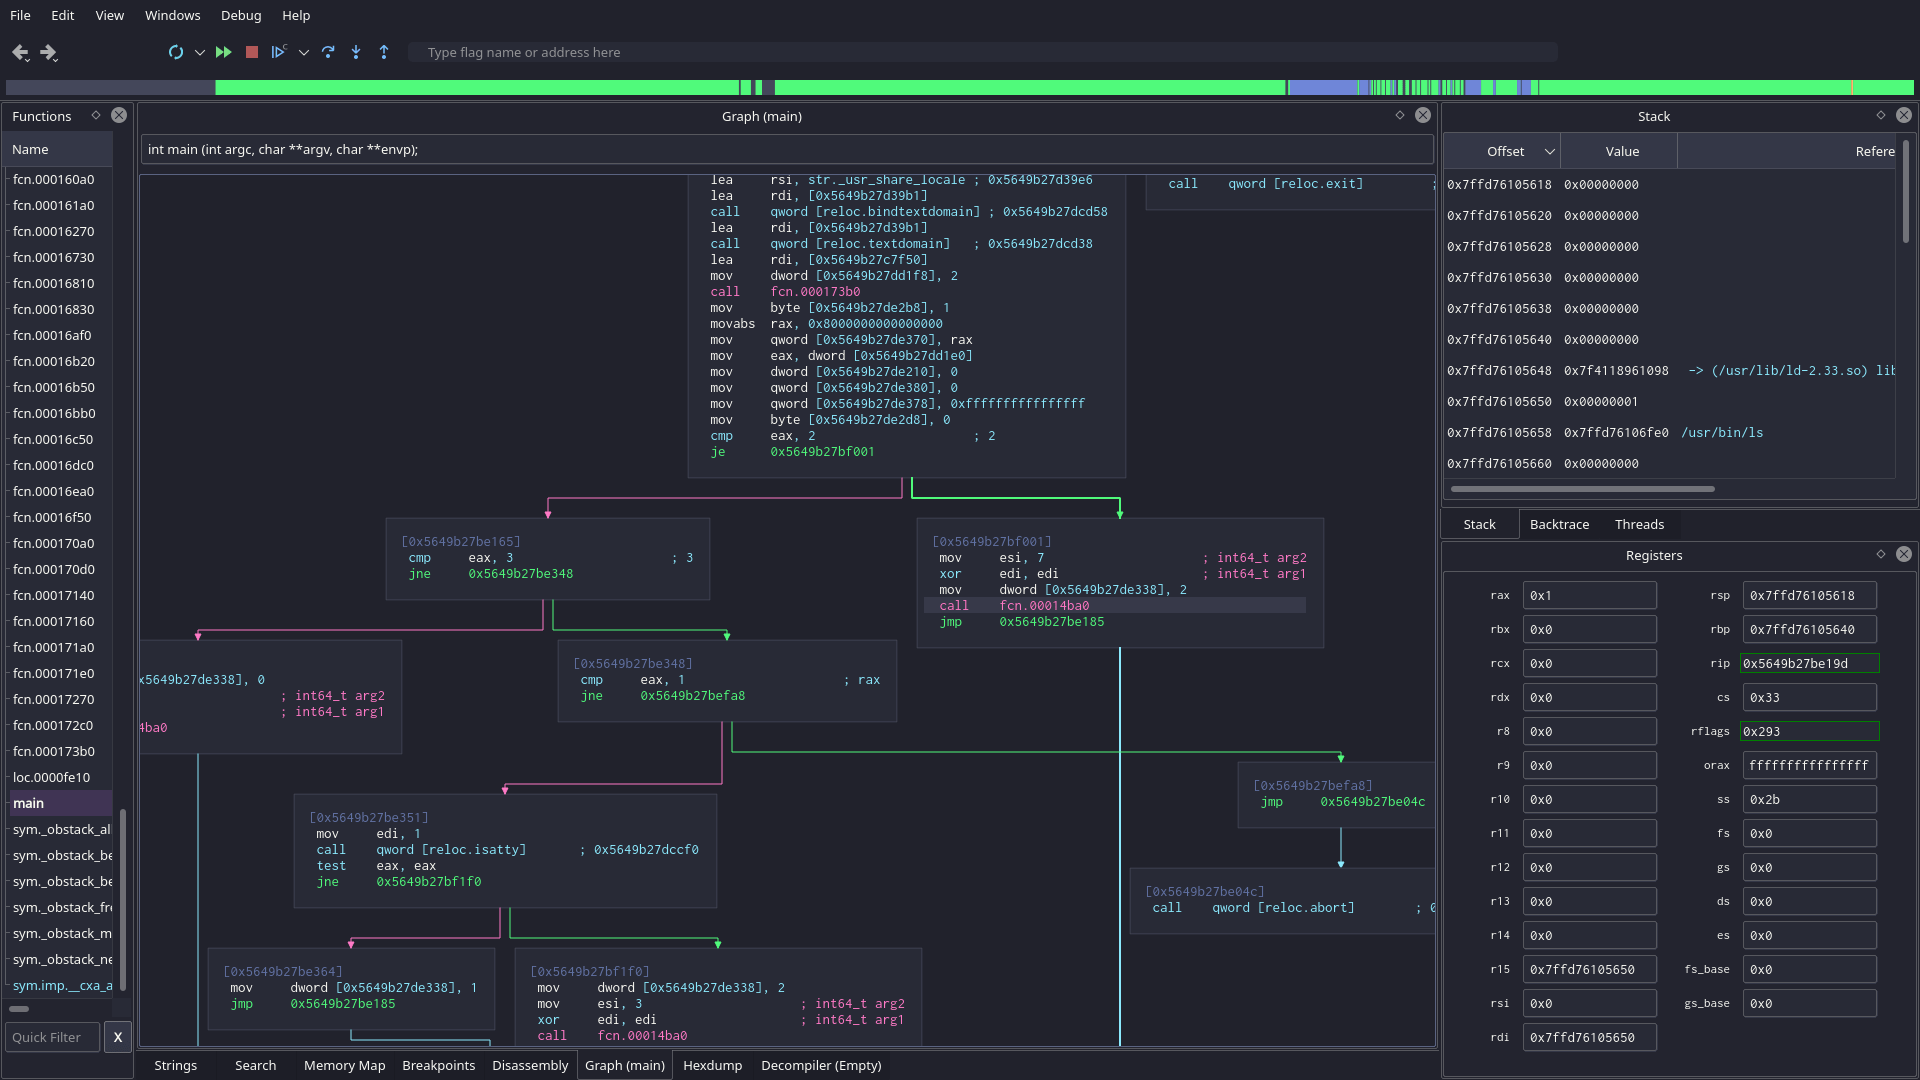 File Edit View Windows Debug Help
Type flag name or address here
Functions
Name
fcn.000160a0
fcn.000161a0
fcn.00016270
fcn.00016730
fcn.00016810
fcn.00016830
fcn.00016af0
fcn.00016b20
fcn.00016b50
fcn.00016bb0
fcn.00016c50
fcn.00016dc0
fcn.00016ea0
fcn.00016f50
fcn.000170a0
fcn.000170d0
fcn.00017140
fcn.00017160
fcn.000171a0
fcn.000171e0
fcn.00017270
fcn.000172c0
fcn.000173b0
loc.0000fe10
main
sym._obstack_al
sym._obstack_be
sym._obstack_be
sym._obstack_fre
sym._obstack_m
sym._obstack_ne
sym.imp.__cxa_a
Quick Filter X
Graph (main)
int main (int argc, char **argv, char **envp);
lea rsi, str._usr_share_locale ; 0x5649b27d39e6
lea rdi, [0x5649b27d39b1]
call qword [reloc.bindtextdomain] ; 0x5649b27dcd58
lea rdi, [0x5649b27d39b1]
call qword [reloc.textdomain] ; 0x5649b27dcd38
lea rdi, [0x5649b27c7f50]
mov dword [0x5649b27dd1f8], 2
call fcn.000173b0
mov byte [0x5649b27de2b8], 1
movabs rax, 0x8000000000000000
mov qword [0x5649b27de370], rax
mov eax, dword [0x5649b27dd1e0]
mov dword [0x5649b27de210], 0
mov qword [0x5649b27de380], 0
mov qword [0x5649b27de378], 0xffffffffffffffff
mov byte [0x5649b27de2d8], 0
cmp eax, 2 ; 2
je 0x5649b27bf001
call qword [reloc.exit] ;
[0x5649b27be165]
cmp eax, 3 ; 3
jne 0x5649b27be348
[0x5649b27bf001]
mov esi, 7 ; int64_t arg2
xor edi, edi ; int64_t arg1
mov dword [0x5649b27de338], 2
call fcn.00014ba0
jmp 0x5649b27be185
x5649b27de338], 0
; int64_t arg2
; int64_t arg1
4ba0
[0x5649b27be348]
cmp eax, 1 ; rax
jne 0x5649b27befa8
[0x5649b27befa8]
jmp 0x5649b27be04c
[0x5649b27be351]
mov edi, 1
call qword [reloc.isatty] ; 0x5649b27dccf0
test eax, eax
jne 0x5649b27bf1f0
[0x5649b27be04c]
call qword [reloc.abort] ; 0
[0x5649b27be364]
mov dword [0x5649b27de338], 1
jmp 0x5649b27be185
[0x5649b27bf1f0]
mov dword [0x5649b27de338], 2
mov esi, 3 ; int64_t arg2
xor edi, edi ; int64_t arg1
call fcn.00014ba0
Strings Search Memory Map Breakpoints Disassembly Graph (main) Hexdump Decompiler (Empty)
Stack
Offset Value Refere
0x7ffd76105618 0x00000000
0x7ffd76105620 0x00000000
0x7ffd76105628 0x00000000
0x7ffd76105630 0x00000000
0x7ffd76105638 0x00000000
0x7ffd76105640 0x00000000
0x7ffd76105648 0x7f4118961098 -> (/usr/lib/ld-2.33.so) lib
0x7ffd76105650 0x00000001
0x7ffd76105658 0x7ffd76106fe0 /usr/bin/ls
0x7ffd76105660 0x00000000
Stack Backtrace Threads
Registers
rax 0x1 rsp 0x7ffd76105618
rbx 0x0 rbp 0x7ffd76105640
rcx 0x0 rip 0x5649b27be19d
rdx 0x0 cs 0x33
r8 0x0 rflags 0x293
r9 0x0 orax ffffffffffffffff
r10 0x0 ss 0x2b
r11 0x0 fs 0x0
r12 0x0 gs 0x0
r13 0x0 ds 0x0
r14 0x0 es 0x0
r15 0x7ffd76105650 fs_base 0x0
rsi 0x0 gs_base 0x0
rdi 0x7ffd76105650